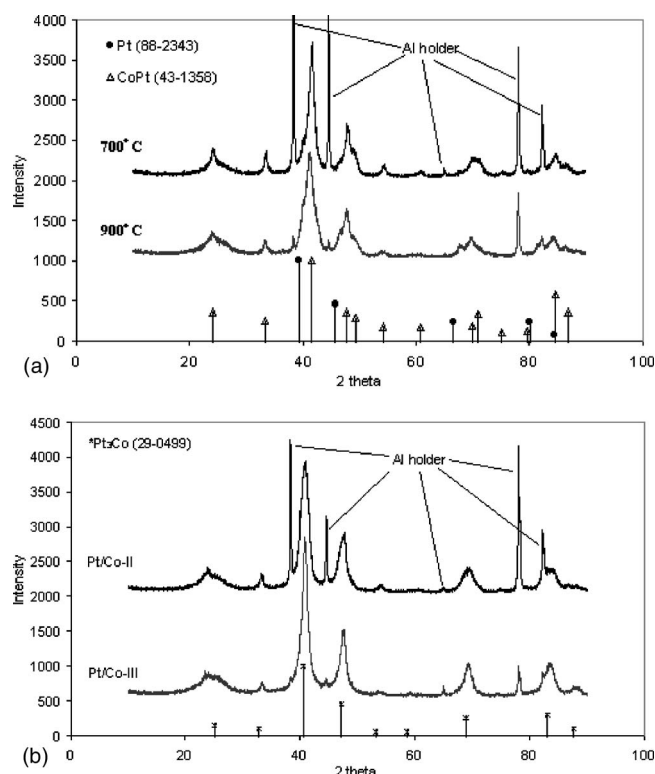 4000
● Pt (88-2343)
Al holder
3500
△ CoPt (43-1358)
3000
2500
700° C
2000
Intensity
1500
900° C
1000
500
0
0 20 40 60 80 100
(a)
2 theta
4500
*Pt₃Co (29-0499)
4000
Al holder
3500
3000
2500
Pt/Co-II
2000
Intensity
1500
1000
Pt/Co-III
500
0
0 20 40 60 80 100
(b)
2 theta